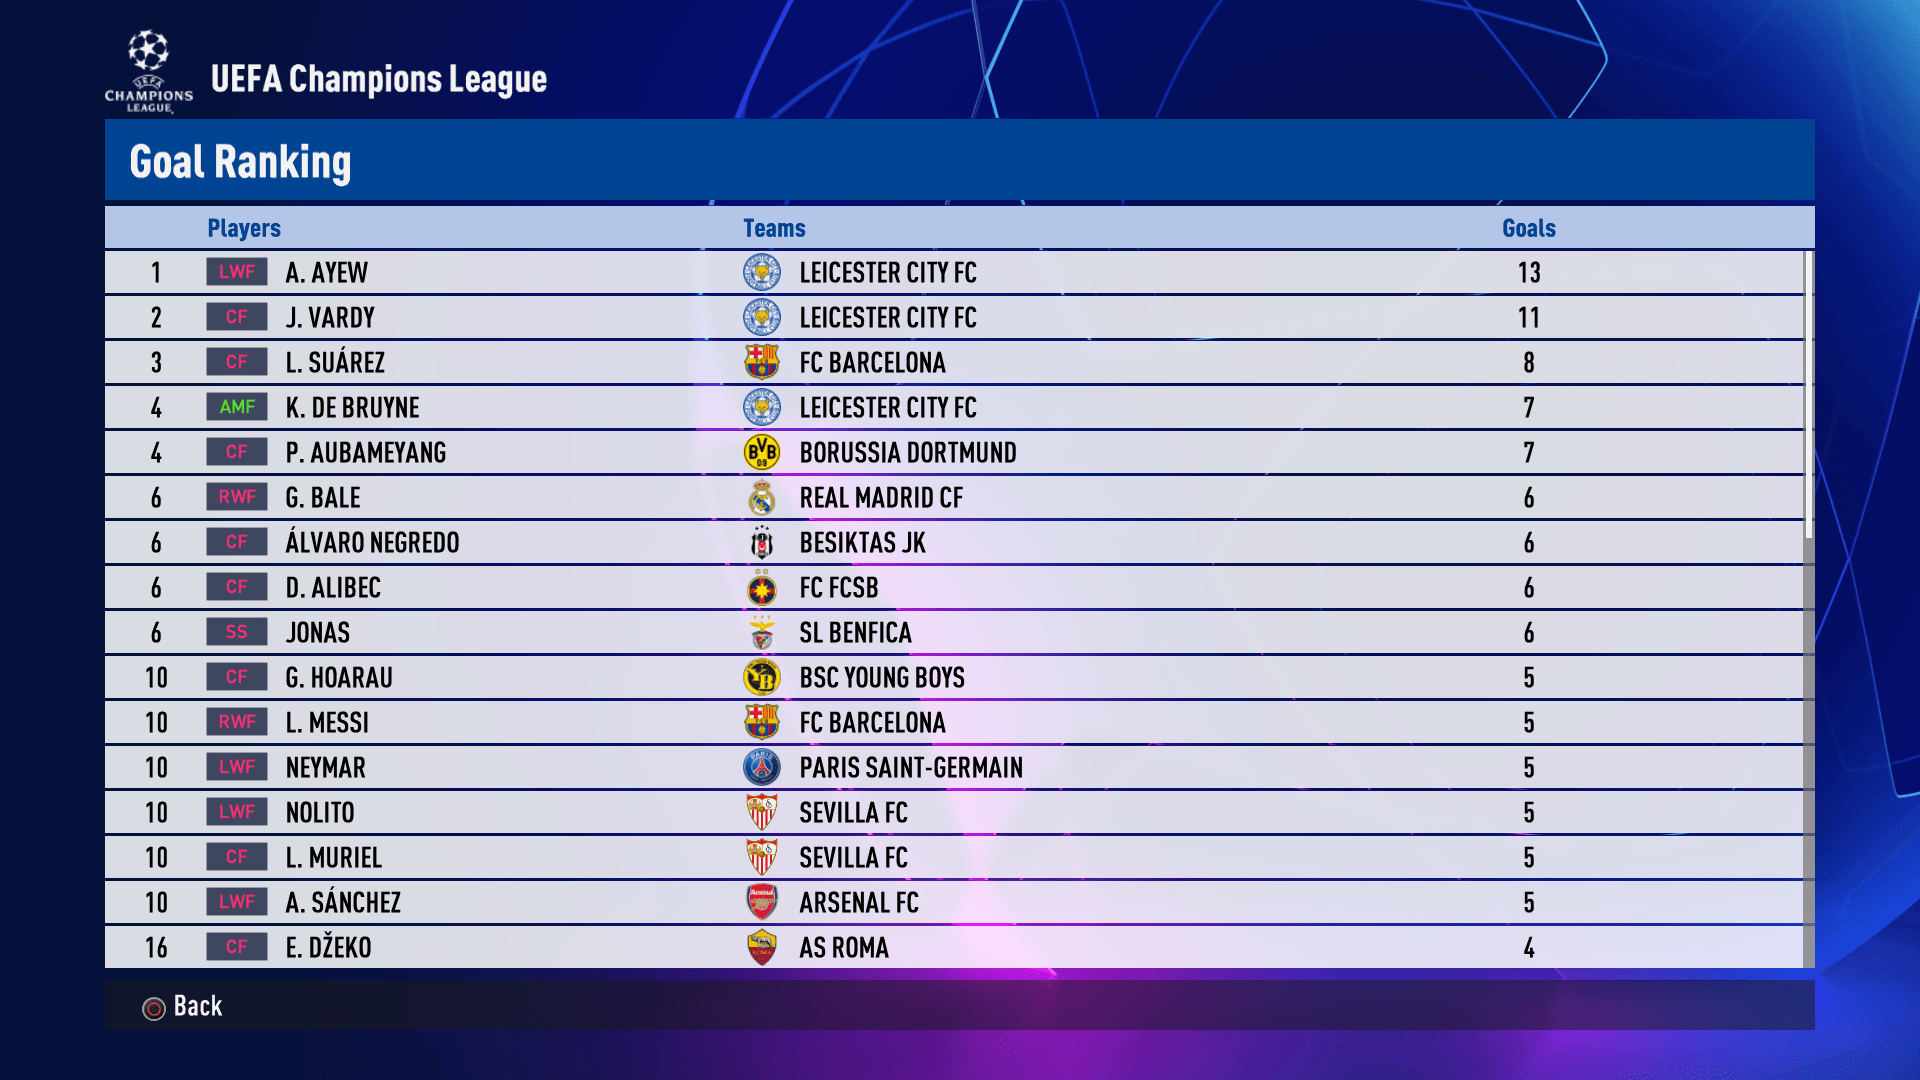 UEFA
CHAMPIONS
LEAGUE
UEFA Champions League
Goal Ranking
Players Teams Goals
1 LWF A. AYEW LEICESTER CITY FC 13
2 CF J. VARDY LEICESTER CITY FC 11
3 CF L. SUÁREZ FC BARCELONA 8
4 AMF K. DE BRUYNE LEICESTER CITY FC 7
4 CF P. AUBAMEYANG BVB 09 BORUSSIA DORTMUND 7
6 RWF G. BALE REAL MADRID CF 6
6 CF ÁLVARO NEGREDO BESIKTAS JK 6
6 CF D. ALIBEC FC FCSB 6
6 SS JONAS SL BENFICA 6
10 CF G. HOARAU BSC YOUNG BOYS 5
10 RWF L. MESSI FC BARCELONA 5
10 LWF NEYMAR PARIS SAINT-GERMAIN 5
10 LWF NOLITO SEVILLA FC 5
10 CF L. MURIEL SEVILLA FC 5
10 LWF A. SÁNCHEZ Arsenal ARSENAL FC 5
16 CF E. DŽEKO ROMA AS ROMA 4
Back